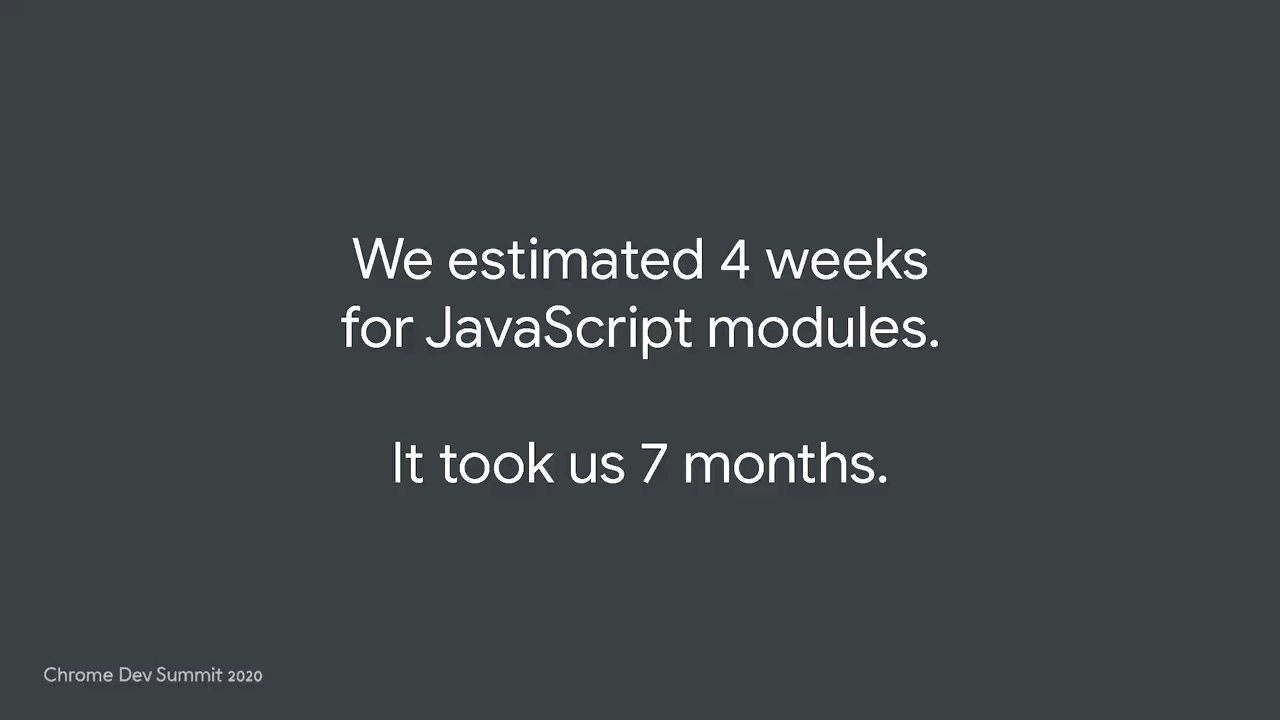 We estimated 4 weeks
for JavaScript modules.
It took us 7 months.
Chrome Dev Summit 2020